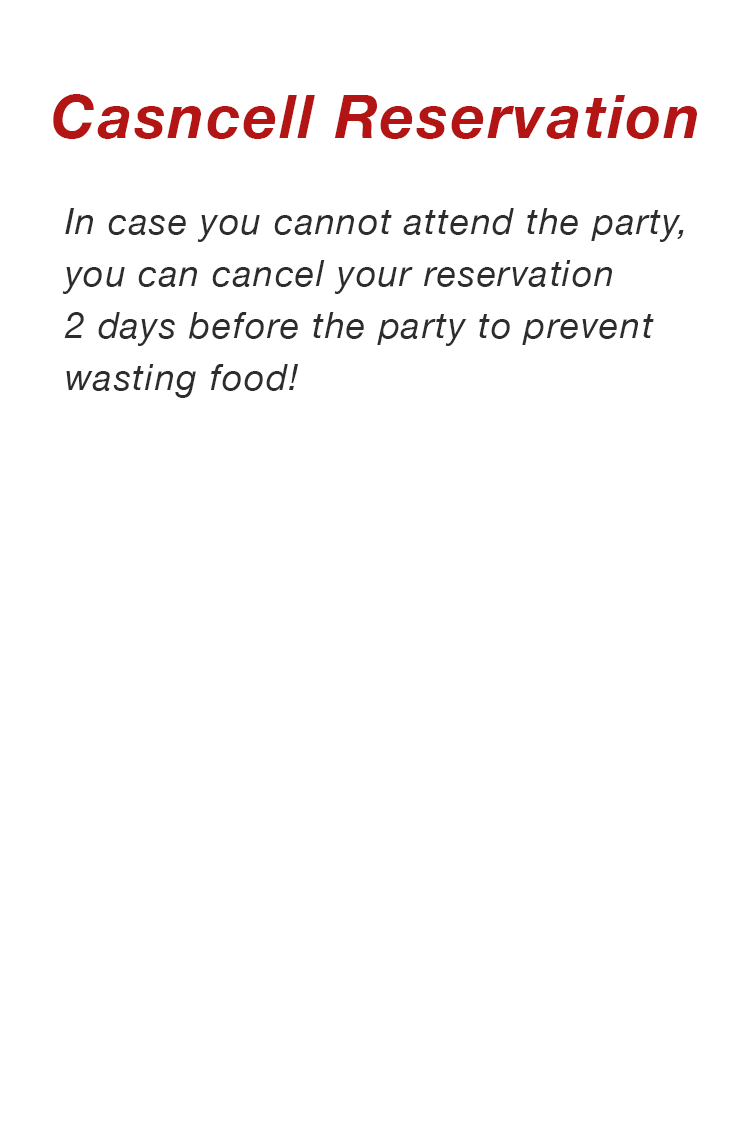 Casncell Reservation
In case you cannot attend the party,
you can cancel your reservation
2 days before the party to prevent
wasting food!